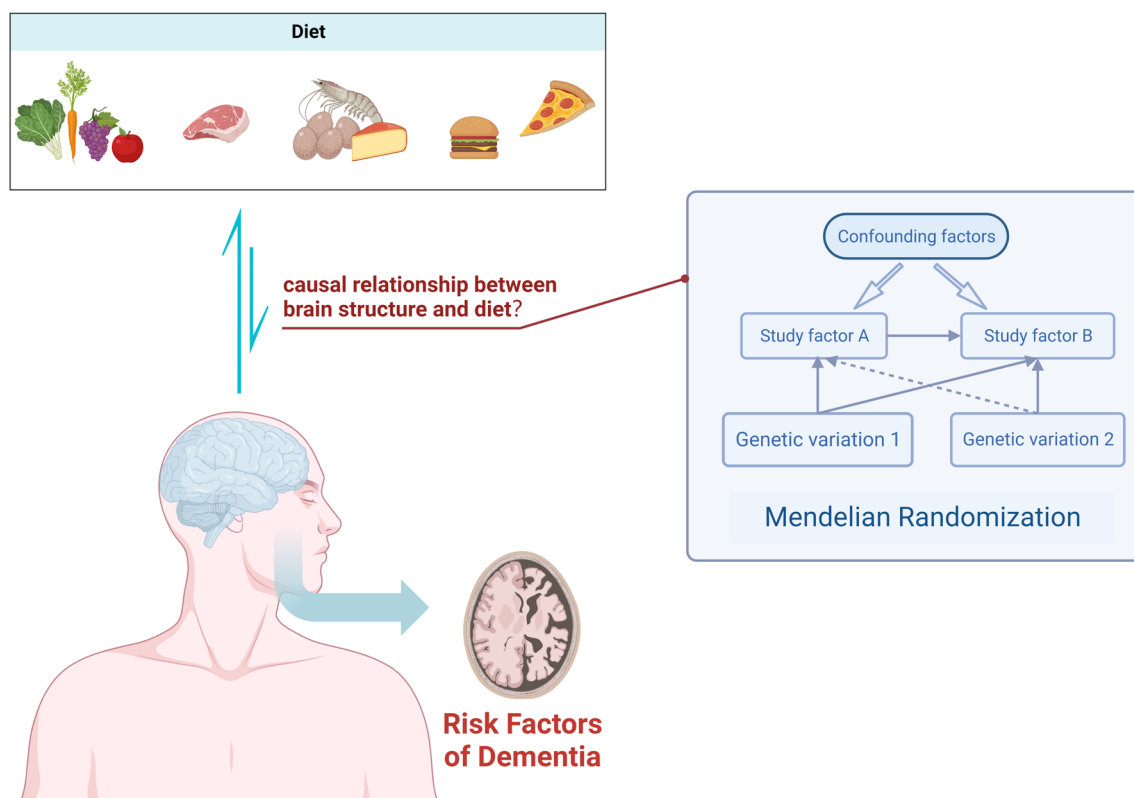 Diet
causal relationship between
brain structure and diet?
Confounding factors
Study factor A
Study factor B
Genetic variation 1
Genetic variation 2
Mendelian Randomization
Risk Factors
of Dementia